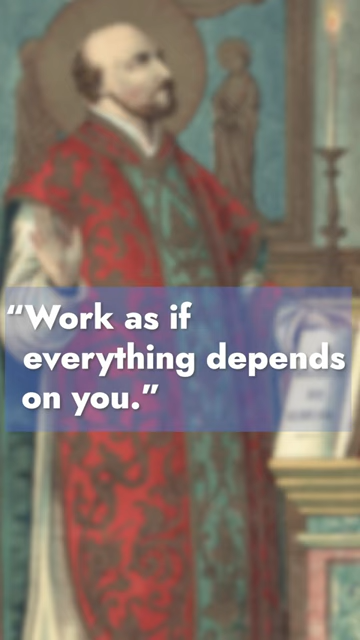 “Work as if
everything depends
on you.”